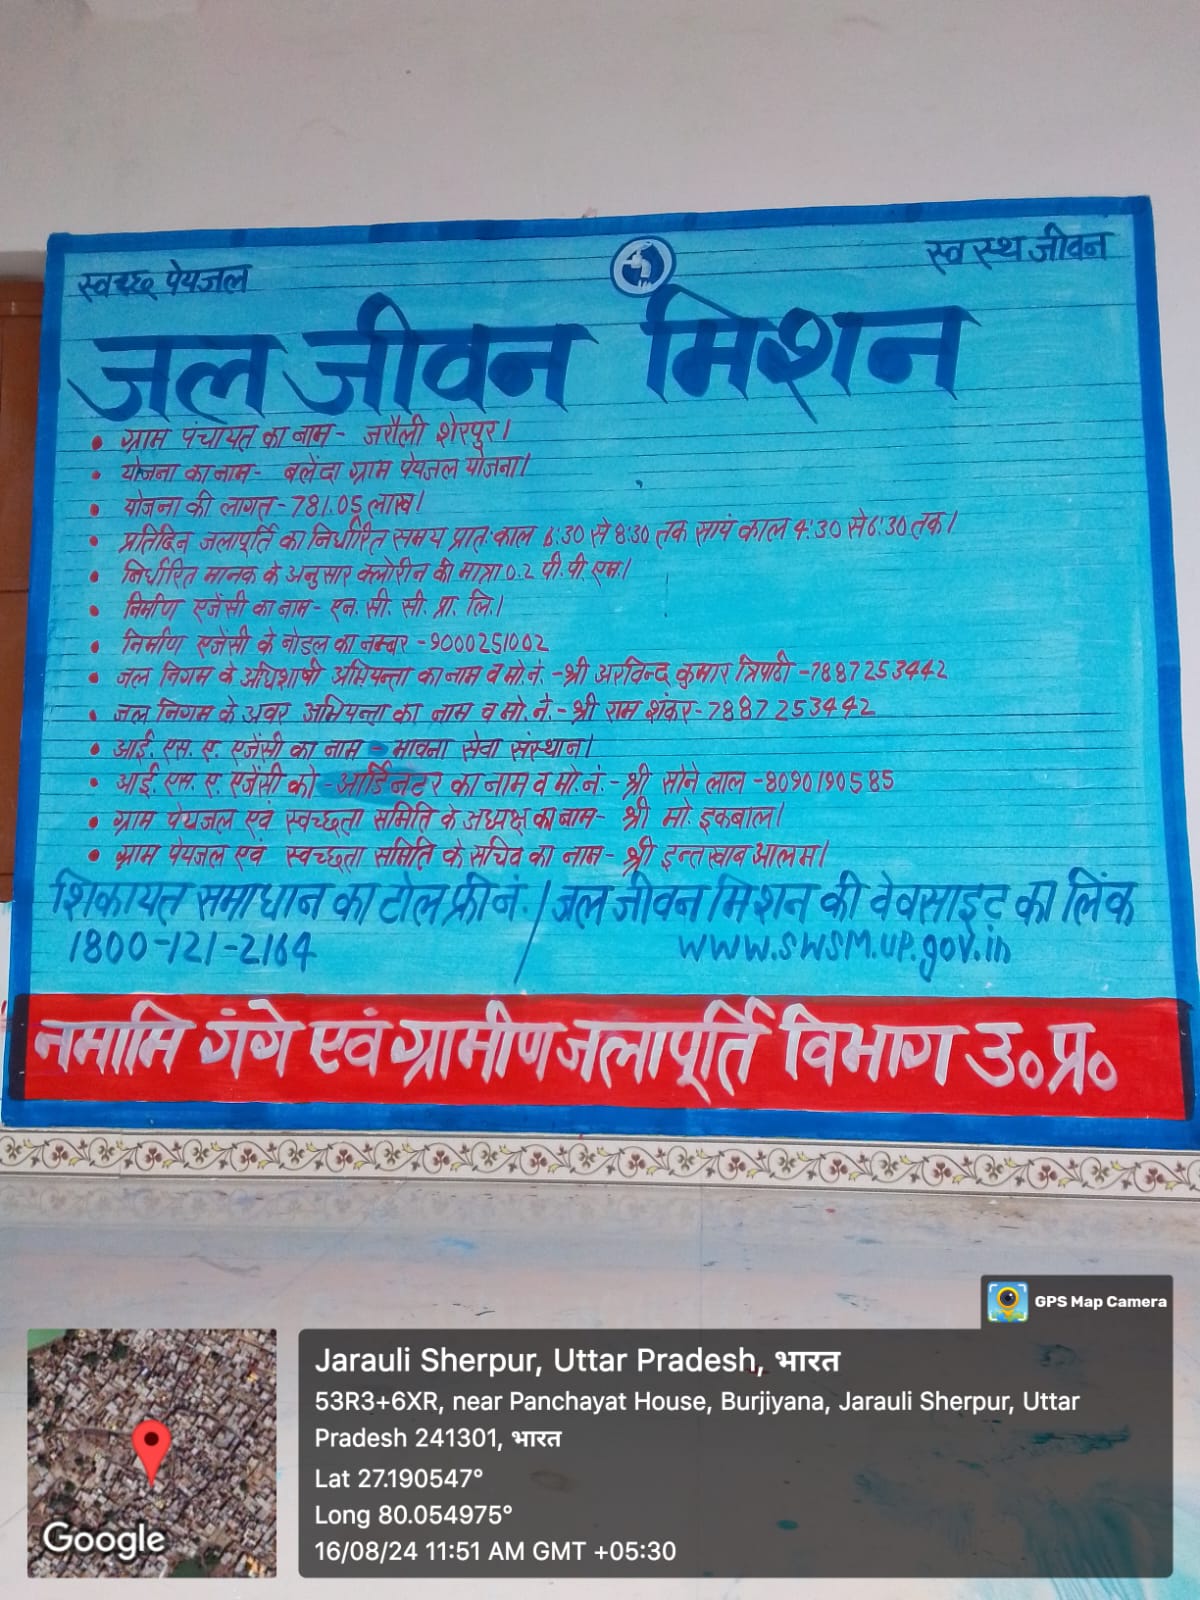 स्वच्छ पेयजल
स्वस्थ जीवन
जल जीवन मिशन
• ग्राम पंचायत का नाम- जरौली शेरपुर।
• योजना का नाम- बलेंदा ग्राम पेयजल योजना।
• योजना की लागत-781.05 लाख।
• प्रतिदिन जलापूर्ति का निर्धारित समय प्रातःकाल 6:30 से 8:30 तक सायं काल 4:30 से 6:30 तक।
• निर्धारित मानक के अनुसार क्लोरीन की मात्रा 0.2 पी.पी.एम.।
• निर्माण एजेंसी का नाम- एन. सी. सी. प्रा. लि.।
• निर्माण एजेंसी के नोडल का नम्बर -9000251002
• जल निगम के अधिशाषी अभियन्ता का नाम व मो.नं. -श्री अरविन्द कुमार त्रिपाठी -7887253442
• जल निगम के अवर अभियन्ता का नाम व मो.नं.- श्री राम शंकर-7887253442
• आई. एस. ए. एजेंसी का नाम - भावना सेवा संस्थान।
• आई. एस. ए. एजेंसी को -आर्डिनेटर का नाम व मो.नं.- श्री सोने लाल -8090190585
• ग्राम पेयजल एवं स्वच्छता समिति के अध्यक्ष का नाम- श्री मो. इकबाल।
• ग्राम पेयजल एवं स्वच्छता समिति के सचिव का नाम- श्री इन्तखाब आलम।
शिकायत समाधान का टोल फ्री नं. / जल जीवन मिशन की वेवसाइट का लिंक
1800-121-2164 www.swsm.up.gov.in
नमामि गंगे एवं ग्रामीण जलापूर्ति विभाग उ०प्र०
GPS Map Camera
Jarauli Sherpur, Uttar Pradesh, भारत
53R3+6XR, near Panchayat House, Burjiyana, Jarauli Sherpur, Uttar
Pradesh 241301, भारत
Lat 27.190547°
Long 80.054975°
16/08/24 11:51 AM GMT +05:30
Google